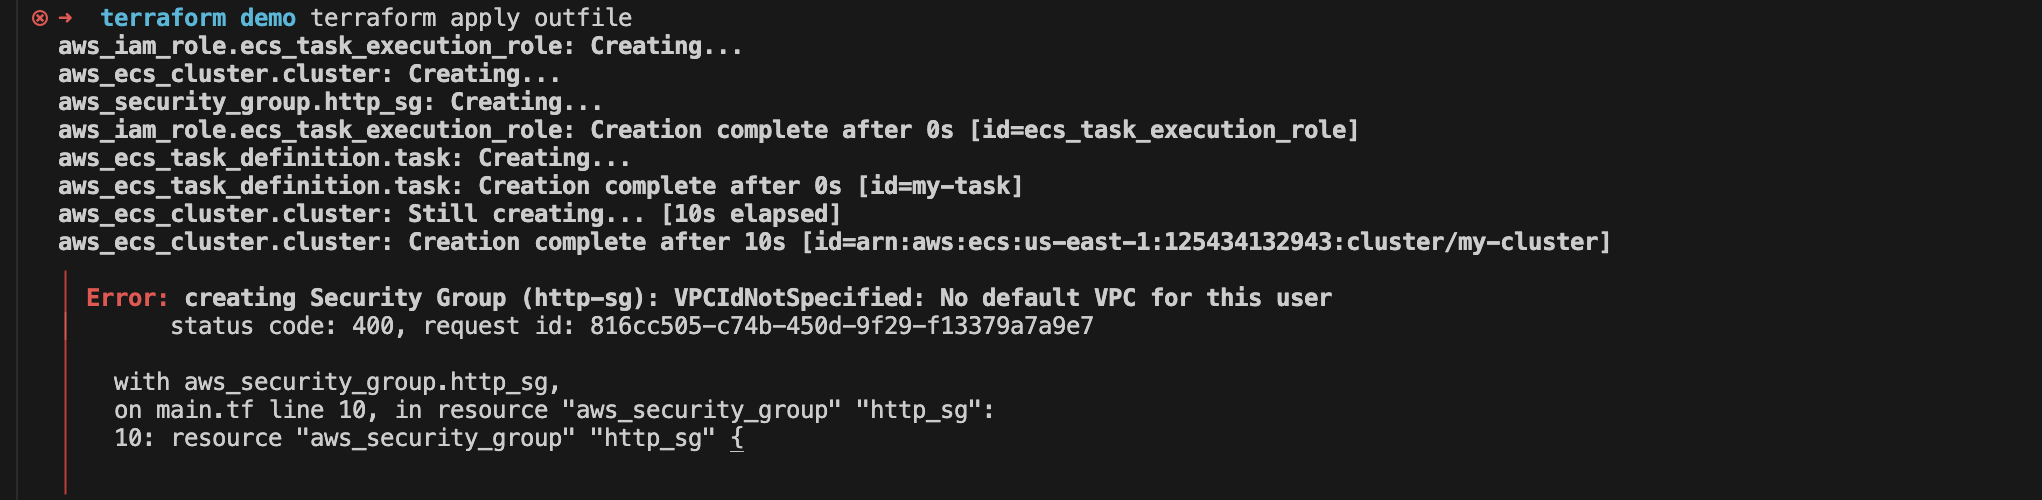 ⊗ → terraform demo terraform apply outfile
aws_iam_role.ecs_task_execution_role: Creating...
aws_ecs_cluster.cluster: Creating...
aws_security_group.http_sg: Creating...
aws_iam_role.ecs_task_execution_role: Creation complete after 0s [id=ecs_task_execution_role]
aws_ecs_task_definition.task: Creating...
aws_ecs_task_definition.task: Creation complete after 0s [id=my-task]
aws_ecs_cluster.cluster: Still creating... [10s elapsed]
aws_ecs_cluster.cluster: Creation complete after 10s [id=arn:aws:ecs:us-east-1:125434132943:cluster/my-cluster]
Error: creating Security Group (http-sg): VPCIdNotSpecified: No default VPC for this user
status code: 400, request id: 816cc505-c74b-450d-9f29-f13379a7a9e7
with aws_security_group.http_sg,
on main.tf line 10, in resource "aws_security_group" "http_sg":
10: resource "aws_security_group" "http_sg" {